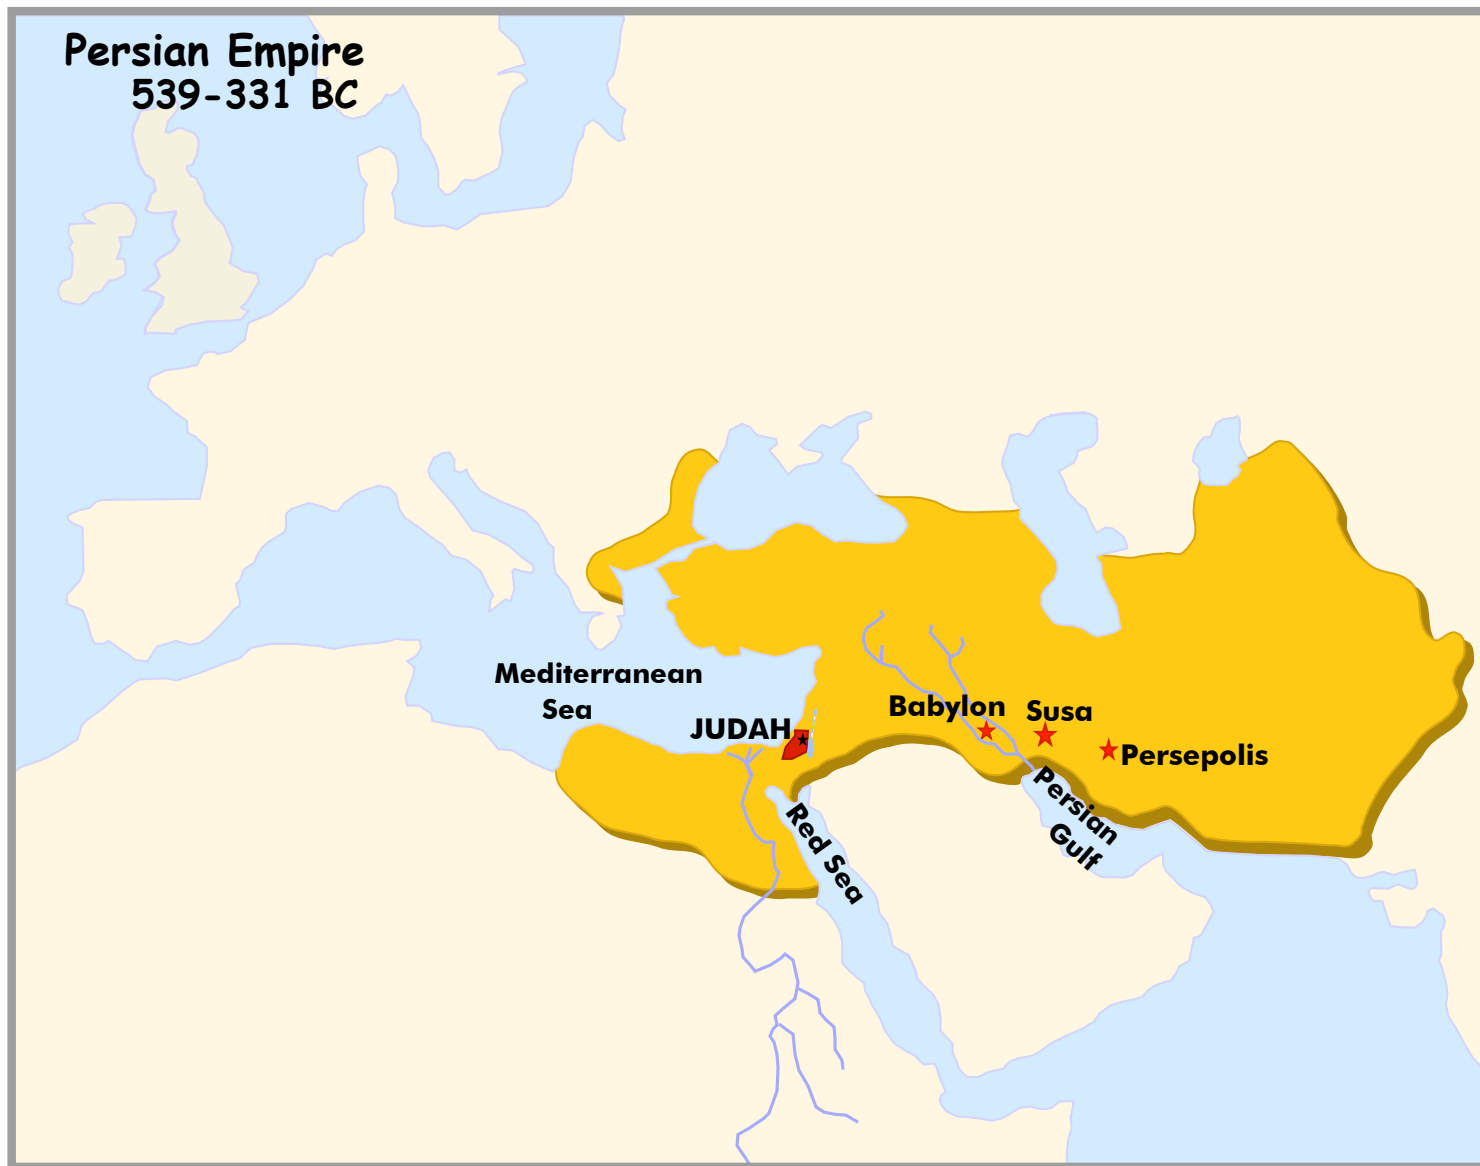 Persian Empire
539-331 BC
Mediterranean
Sea
JUDAH
Babylon
Susa
Persepolis
Persian
Gulf
Red Sea